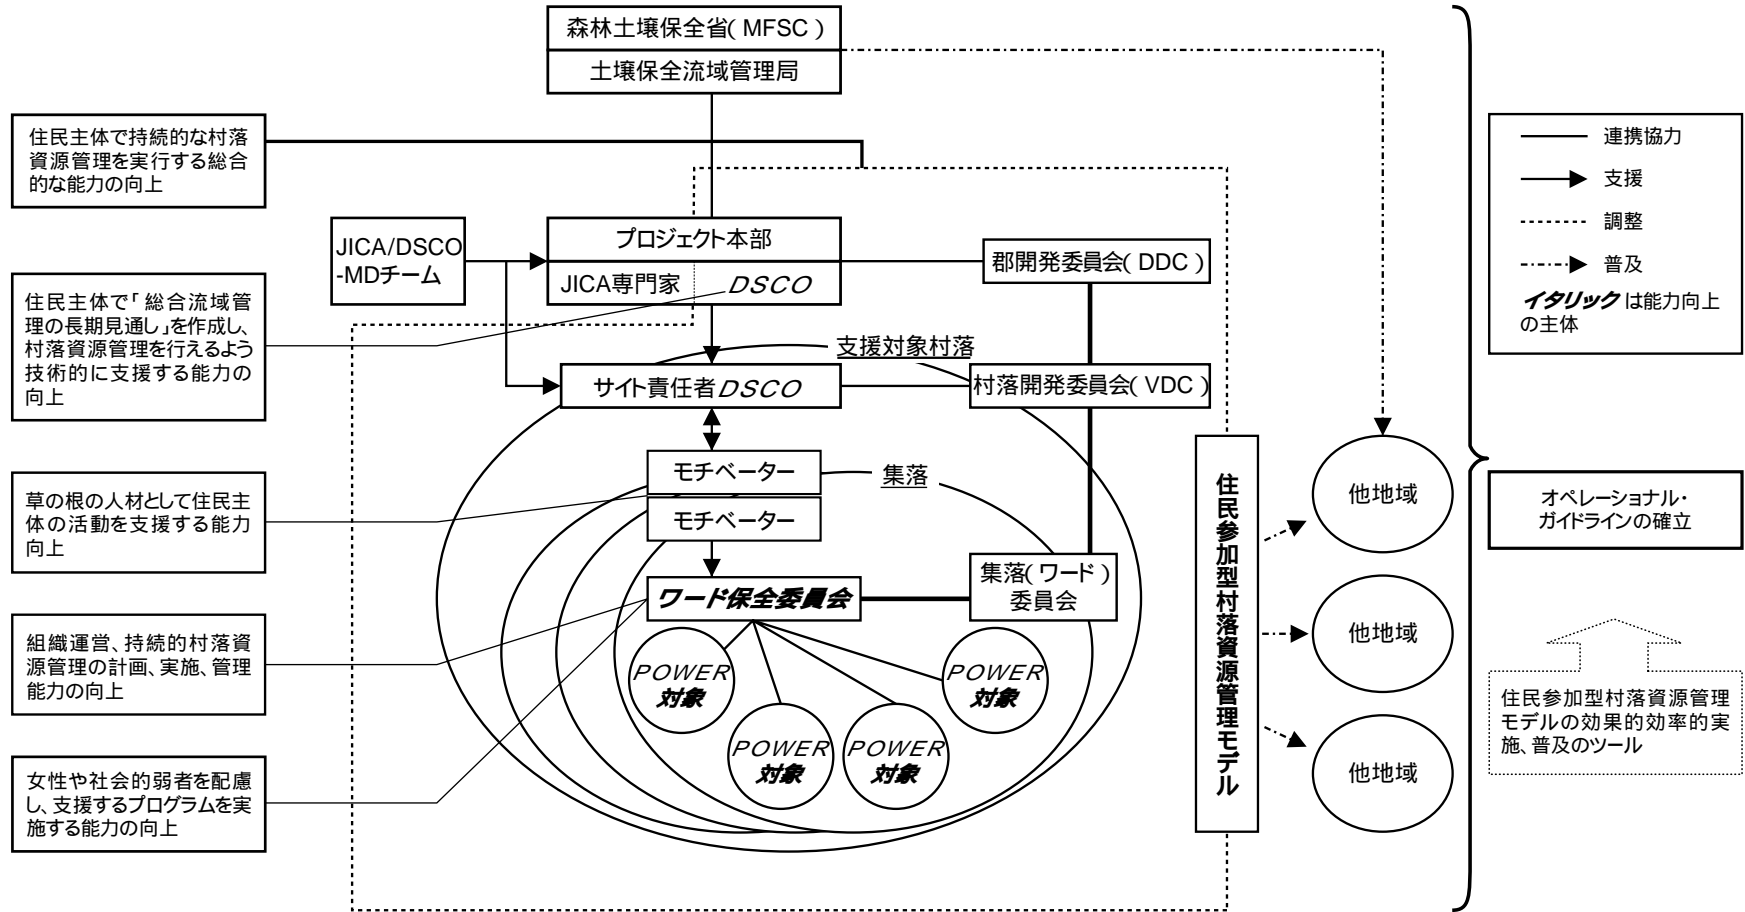 森林土壌保全省( MFSC )
土壌保全流域管理局
住民主体で持続的な村落
資源管理を実行する総合
的な能力の向上
JICA/DSCO
-MDチーム
プロジェクト本部
JICA専門家
DSCO
郡開発委員会( DDC )
住民主体で「総合流域管
理の長期見通し」を作成し、
村落資源管理を行えるよう
技術的に支援する能力の
向上
支援対象村落
サイト責任者DSCO
村落開発委員会( VDC )
草の根の人材として住民主
体の活動を支援する能力
向上
モチベーター
集落
モチベーター
ワード保全委員会
集落(ワード)
委員会
組織運営、持続的村落資
源管理の計画、実施、管理
能力の向上
POWER
対象
POWER
対象
POWER
対象
POWER
対象
女性や社会的弱者を配慮
し、支援するプログラムを実
施する能力の向上
住民参加型村落資源管理モデル
他地域
他地域
他地域
連携協力
支援
調整
普及
イタリックは能力向上
の主体
オペレーショナル・
ガイドラインの確立
住民参加型村落資源管理
モデルの効果的効率的実
施、普及のツール